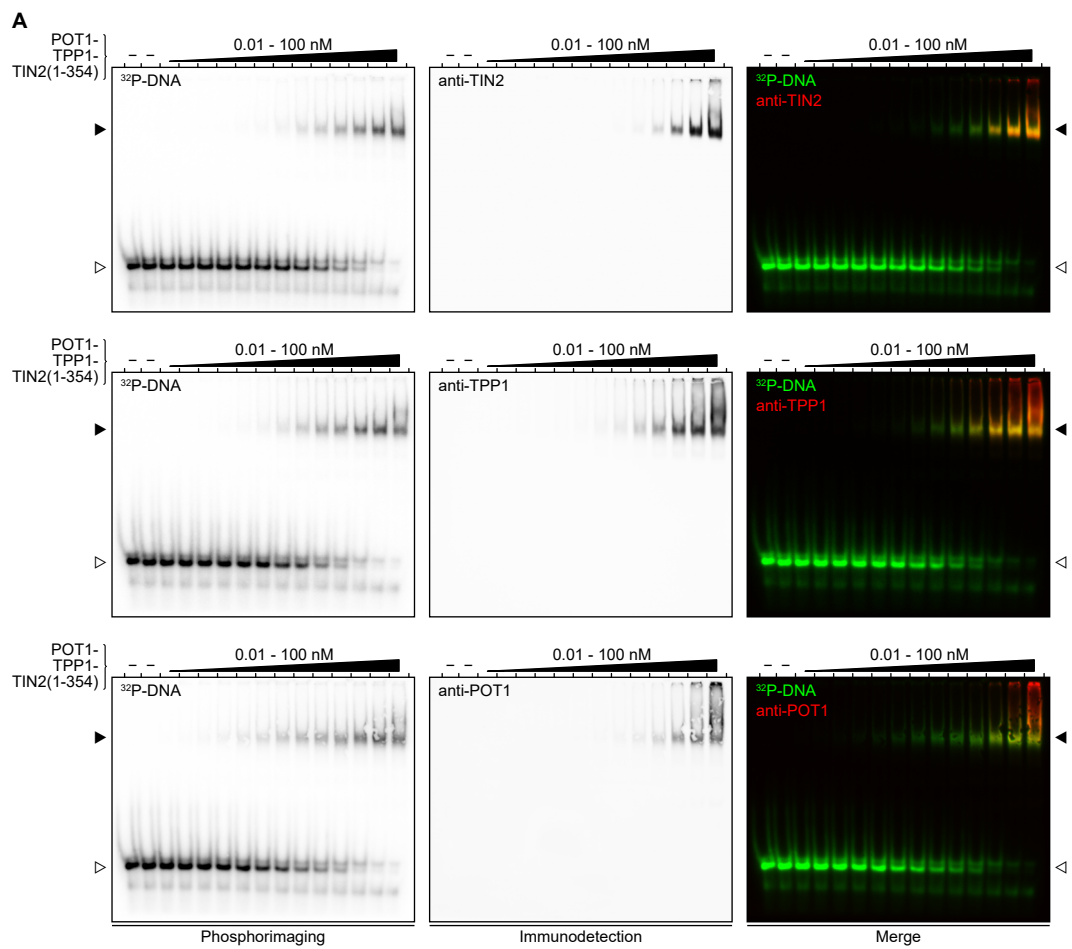 A
POT1-
TPP1-
TIN2(1-354)
– –
0.01 - 100 nM
– –
0.01 - 100 nM
– –
0.01 - 100 nM
³²P-DNA
anti-TIN2
³²P-DNA
anti-TIN2
POT1-
TPP1-
TIN2(1-354)
– –
0.01 - 100 nM
– –
0.01 - 100 nM
– –
0.01 - 100 nM
³²P-DNA
anti-TPP1
³²P-DNA
anti-TPP1
POT1-
TPP1-
TIN2(1-354)
– –
0.01 - 100 nM
– –
0.01 - 100 nM
– –
0.01 - 100 nM
³²P-DNA
anti-POT1
³²P-DNA
anti-POT1
Phosphorimaging
Immunodetection
Merge